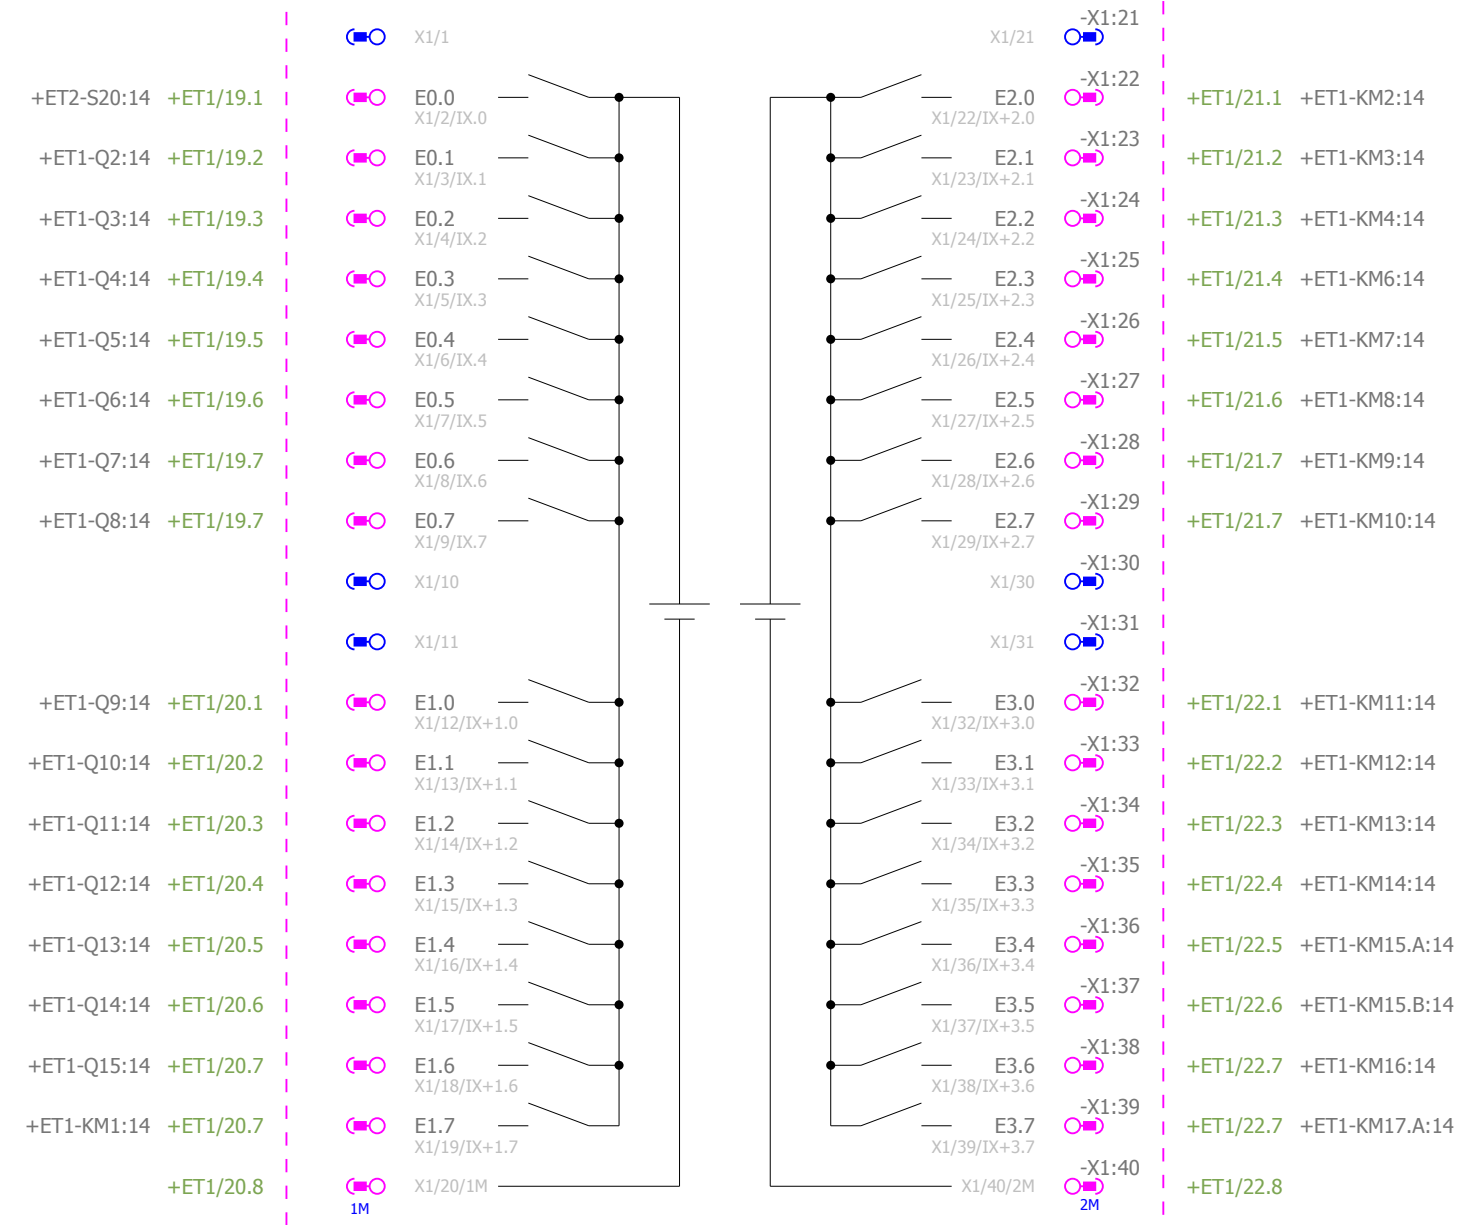 X1/1 X1/21 -X1:21
+ET2-S20:14 +ET1/19.1 E0.0 E2.0 -X1:22 +ET1/21.1 +ET1-KM2:14
X1/2/IX.0 X1/22/IX+2.0
+ET1-Q2:14 +ET1/19.2 E0.1 E2.1 -X1:23 +ET1/21.2 +ET1-KM3:14
X1/3/IX.1 X1/23/IX+2.1
+ET1-Q3:14 +ET1/19.3 E0.2 E2.2 -X1:24 +ET1/21.3 +ET1-KM4:14
X1/4/IX.2 X1/24/IX+2.2
+ET1-Q4:14 +ET1/19.4 E0.3 E2.3 -X1:25 +ET1/21.4 +ET1-KM6:14
X1/5/IX.3 X1/25/IX+2.3
+ET1-Q5:14 +ET1/19.5 E0.4 E2.4 -X1:26 +ET1/21.5 +ET1-KM7:14
X1/6/IX.4 X1/26/IX+2.4
+ET1-Q6:14 +ET1/19.6 E0.5 E2.5 -X1:27 +ET1/21.6 +ET1-KM8:14
X1/7/IX.5 X1/27/IX+2.5
+ET1-Q7:14 +ET1/19.7 E0.6 E2.6 -X1:28 +ET1/21.7 +ET1-KM9:14
X1/8/IX.6 X1/28/IX+2.6
+ET1-Q8:14 +ET1/19.7 E0.7 E2.7 -X1:29 +ET1/21.7 +ET1-KM10:14
X1/9/IX.7 X1/29/IX+2.7
X1/10 X1/30 -X1:30
X1/11 X1/31 -X1:31
+ET1-Q9:14 +ET1/20.1 E1.0 E3.0 -X1:32 +ET1/22.1 +ET1-KM11:14
X1/12/IX+1.0 X1/32/IX+3.0
+ET1-Q10:14 +ET1/20.2 E1.1 E3.1 -X1:33 +ET1/22.2 +ET1-KM12:14
X1/13/IX+1.1 X1/33/IX+3.1
+ET1-Q11:14 +ET1/20.3 E1.2 E3.2 -X1:34 +ET1/22.3 +ET1-KM13:14
X1/14/IX+1.2 X1/34/IX+3.2
+ET1-Q12:14 +ET1/20.4 E1.3 E3.3 -X1:35 +ET1/22.4 +ET1-KM14:14
X1/15/IX+1.3 X1/35/IX+3.3
+ET1-Q13:14 +ET1/20.5 E1.4 E3.4 -X1:36 +ET1/22.5 +ET1-KM15.A:14
X1/16/IX+1.4 X1/36/IX+3.4
+ET1-Q14:14 +ET1/20.6 E1.5 E3.5 -X1:37 +ET1/22.6 +ET1-KM15.B:14
X1/17/IX+1.5 X1/37/IX+3.5
+ET1-Q15:14 +ET1/20.7 E1.6 E3.6 -X1:38 +ET1/22.7 +ET1-KM16:14
X1/18/IX+1.6 X1/38/IX+3.6
+ET1-KM1:14 +ET1/20.7 E1.7 E3.7 -X1:39 +ET1/22.7 +ET1-KM17.A:14
X1/19/IX+1.7 X1/39/IX+3.7
+ET1/20.8 X1/20/1M X1/40/2M -X1:40 +ET1/22.8
1M 2M